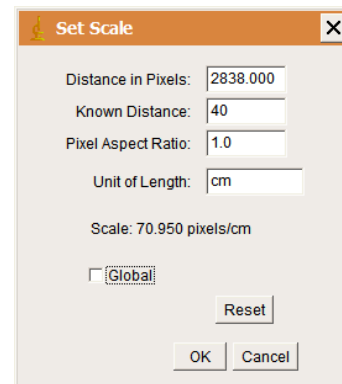 Set Scale
Distance in Pixels: 2838.000
Known Distance: 40
Pixel Aspect Ratio: 1.0
Unit of Length: cm
Scale: 70.950 pixels/cm
Global
Reset
OK Cancel